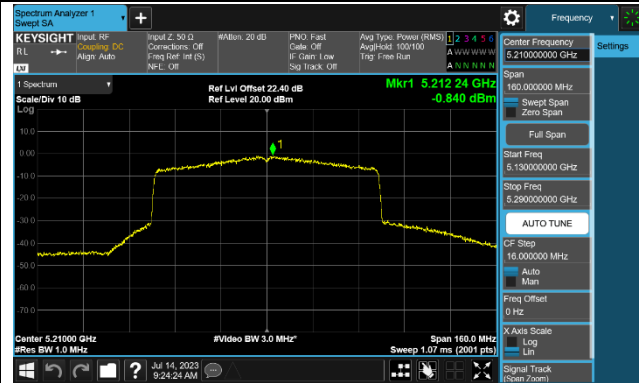 Spectrum Analyzer 1
Swept SA
+
Frequency
KEYSIGHT
RL
LXI
Input: RF
Coupling: DC
Align: Auto
Input Z: 50 Ω
Corrections: Off
Freq Ref: Int (S)
NFE: Off
#Atten: 20 dB
PNO: Fast
Gate: Off
IF Gain: Low
Sig Track: Off
Avg Type: Power (RMS)
Avg|Hold: 100/100
Trig: Free Run
1 2 3 4 5 6
A W W W W W
A N N N N N
1 Spectrum
Scale/Div 10 dB
Ref Lvl Offset 22.40 dB
Ref Level 20.00 dBm
Mkr1 5.212 24 GHz
-0.840 dBm
Log
10.0
0.00
-10.0
-20.0
-30.0
-40.0
-50.0
-60.0
-70.0
1
Center 5.21000 GHz
#Res BW 1.0 MHz
#Video BW 3.0 MHz*
Span 160.0 MHz
Sweep 1.07 ms (2001 pts)
Jul 14, 2023
9:24:24 AM
?
Center Frequency
5.210000000 GHz
Settings
Span
160.000000 MHz
Swept Span
Zero Span
Full Span
Start Freq
5.130000000 GHz
Stop Freq
5.290000000 GHz
AUTO TUNE
CF Step
16.000000 MHz
Auto
Man
Freq Offset
0 Hz
X Axis Scale
Log
Lin
Signal Track
(Span Zoom)